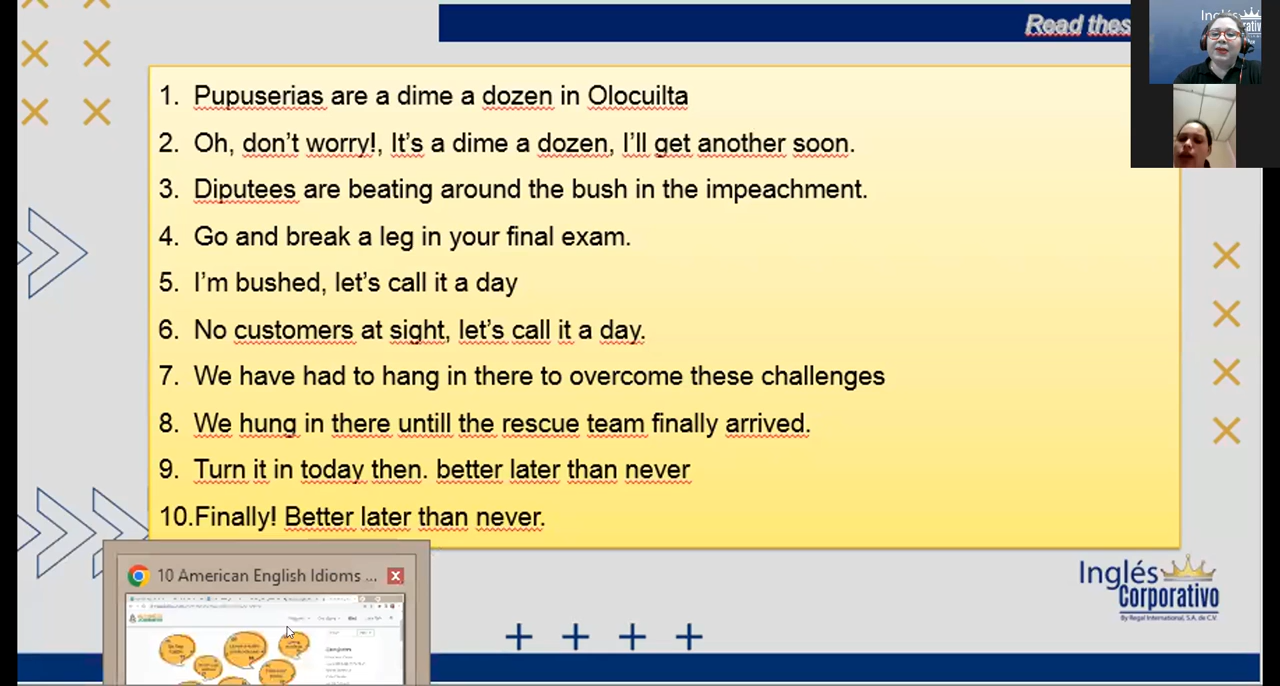 Read thes
Inglés
1. Pupuserias are a dime a dozen in Olocuilta
2. Oh, don't worry!, It's a dime a dozen, I'll get another soon.
3. Diputees are beating around the bush in the impeachment.
4. Go and break a leg in your final exam.
5. I'm bushed, let's call it a day
6. No customers at sight, let's call it a day.
7. We have had to hang in there to overcome these challenges
8. We hung in there untill the rescue team finally arrived.
9. Turn it in today then. better later than never
10.Finally! Better later than never.
10 American English Idioms ...
Inglés
Corporativo
By Regal International, S.A. de C.V.